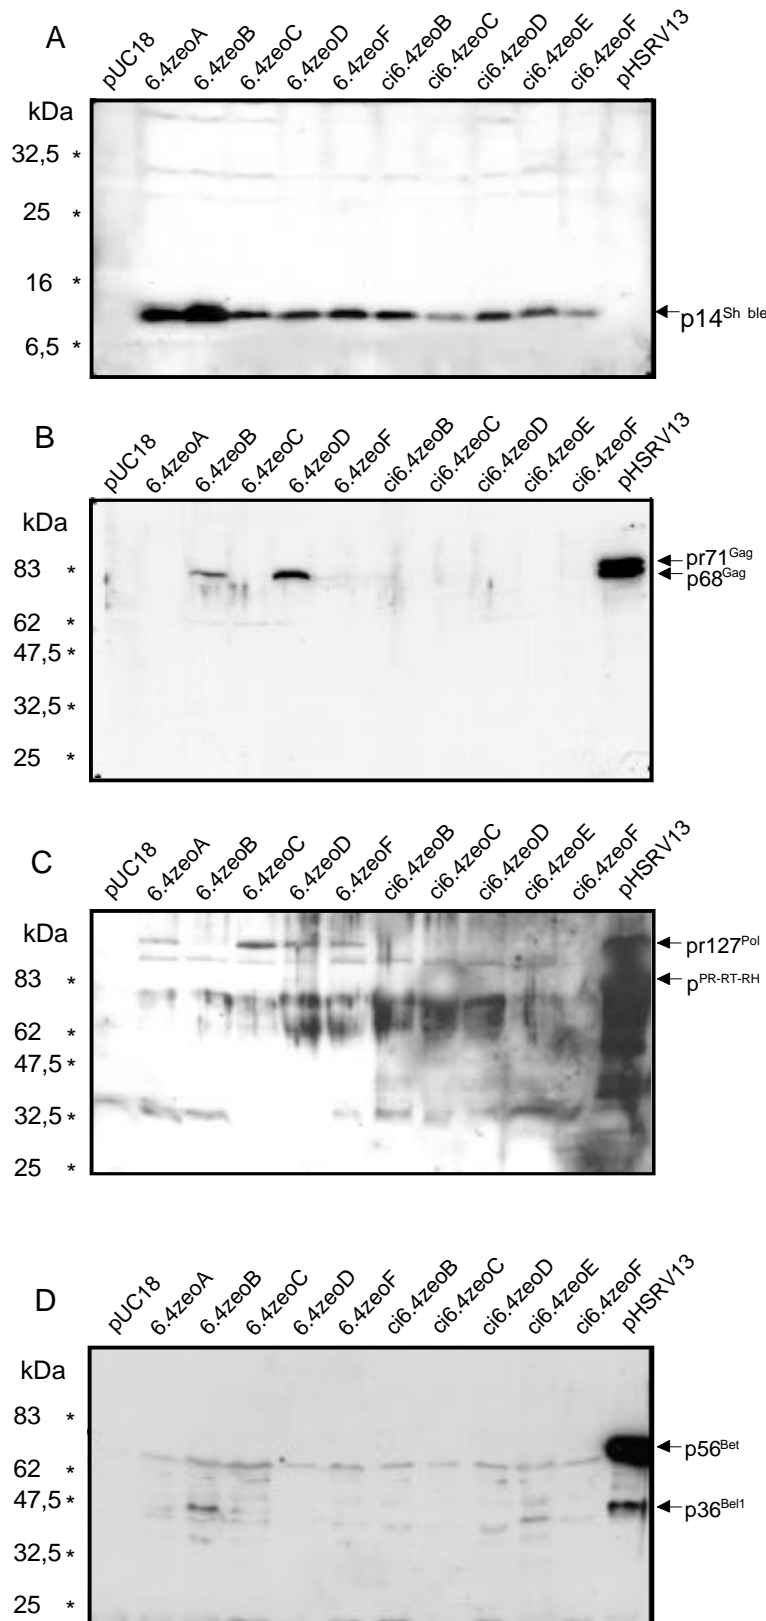 A
pUC18 6.4zeoA 6.4zeoB 6.4zeoC 6.4zeoD 6.4zeoF ci6.4zeoB ci6.4zeoC ci6.4zeoD ci6.4zeoE ci6.4zeoF pHSRV13
kDa
32,5 *
25 *
16 *
p14Sh ble
6,5 *
B
pUC18 6.4zeoA 6.4zeoB 6.4zeoC 6.4zeoD 6.4zeoF ci6.4zeoB ci6.4zeoC ci6.4zeoD ci6.4zeoE ci6.4zeoF pHSRV13
kDa
pr71Gag
83 * p68Gag
62 *
47,5 *
32,5 *
25 *
C
pUC18 6.4zeoA 6.4zeoB 6.4zeoC 6.4zeoD 6.4zeoF ci6.4zeoB ci6.4zeoC ci6.4zeoD ci6.4zeoE ci6.4zeoF pHSRV13
kDa
pr127Pol
83 * pPR-RT-RH
62 *
47,5 *
32,5 *
25 *
D
pUC18 6.4zeoA 6.4zeoB 6.4zeoC 6.4zeoD 6.4zeoF ci6.4zeoB ci6.4zeoC ci6.4zeoD ci6.4zeoE ci6.4zeoF pHSRV13
kDa
83 *
p56Bet
62 *
47,5 * p36Bel1
32,5 *
25 *